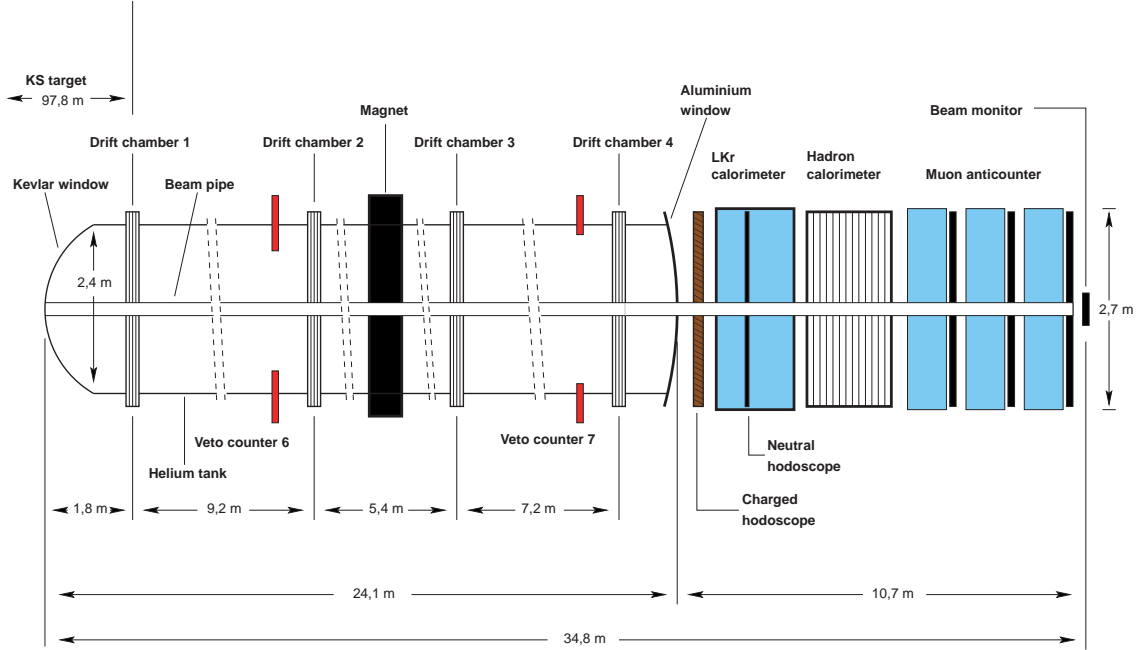 KS target
97,8 m
Magnet
Aluminium
window
Beam monitor
Drift chamber 1
Drift chamber 2
Drift chamber 3
Drift chamber 4
LKr
calorimeter
Hadron
calorimeter
Muon anticounter
Kevlar window
Beam pipe
2,4 m
2,7 m
Veto counter 6
Veto counter 7
Helium tank
Neutral
hodoscope
Charged
hodoscope
1,8 m
9,2 m
5,4 m
7,2 m
24,1 m
10,7 m
34,8 m